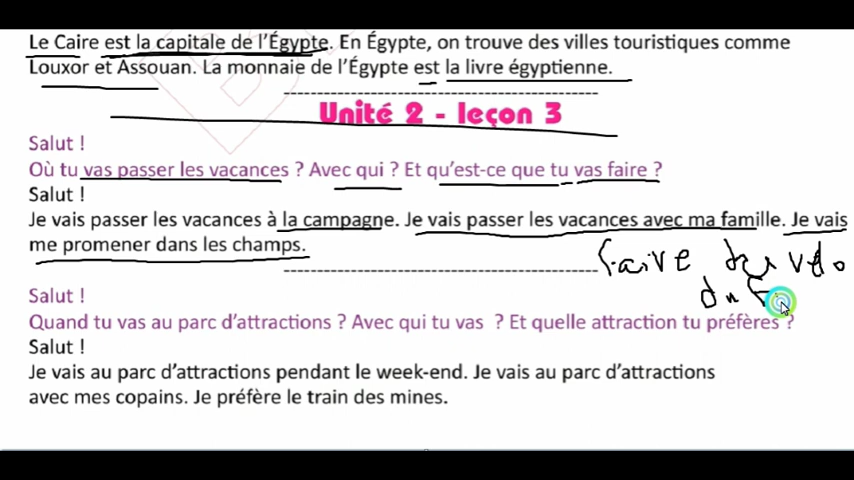 Le Caire est la capitale de l'Égypte. En Égypte, on trouve des villes touristiques comme
Louxor et Assouan. La monnaie de l'Égypte est la livre égyptienne.
Unité 2 - leçon 3
Salut !
Où tu vas passer les vacances ? Avec qui ? Et qu'est-ce que tu vas faire ?
Salut !
Je vais passer les vacances à la campagne. Je vais passer les vacances avec ma famille. Je vais
me promener dans les champs.
faire du vélo
du
Salut !
Quand tu vas au parc d'attractions ? Avec qui tu vas ? Et quelle attraction tu préfères ?
Salut !
Je vais au parc d'attractions pendant le week-end. Je vais au parc d'attractions
avec mes copains. Je préfère le train des mines.